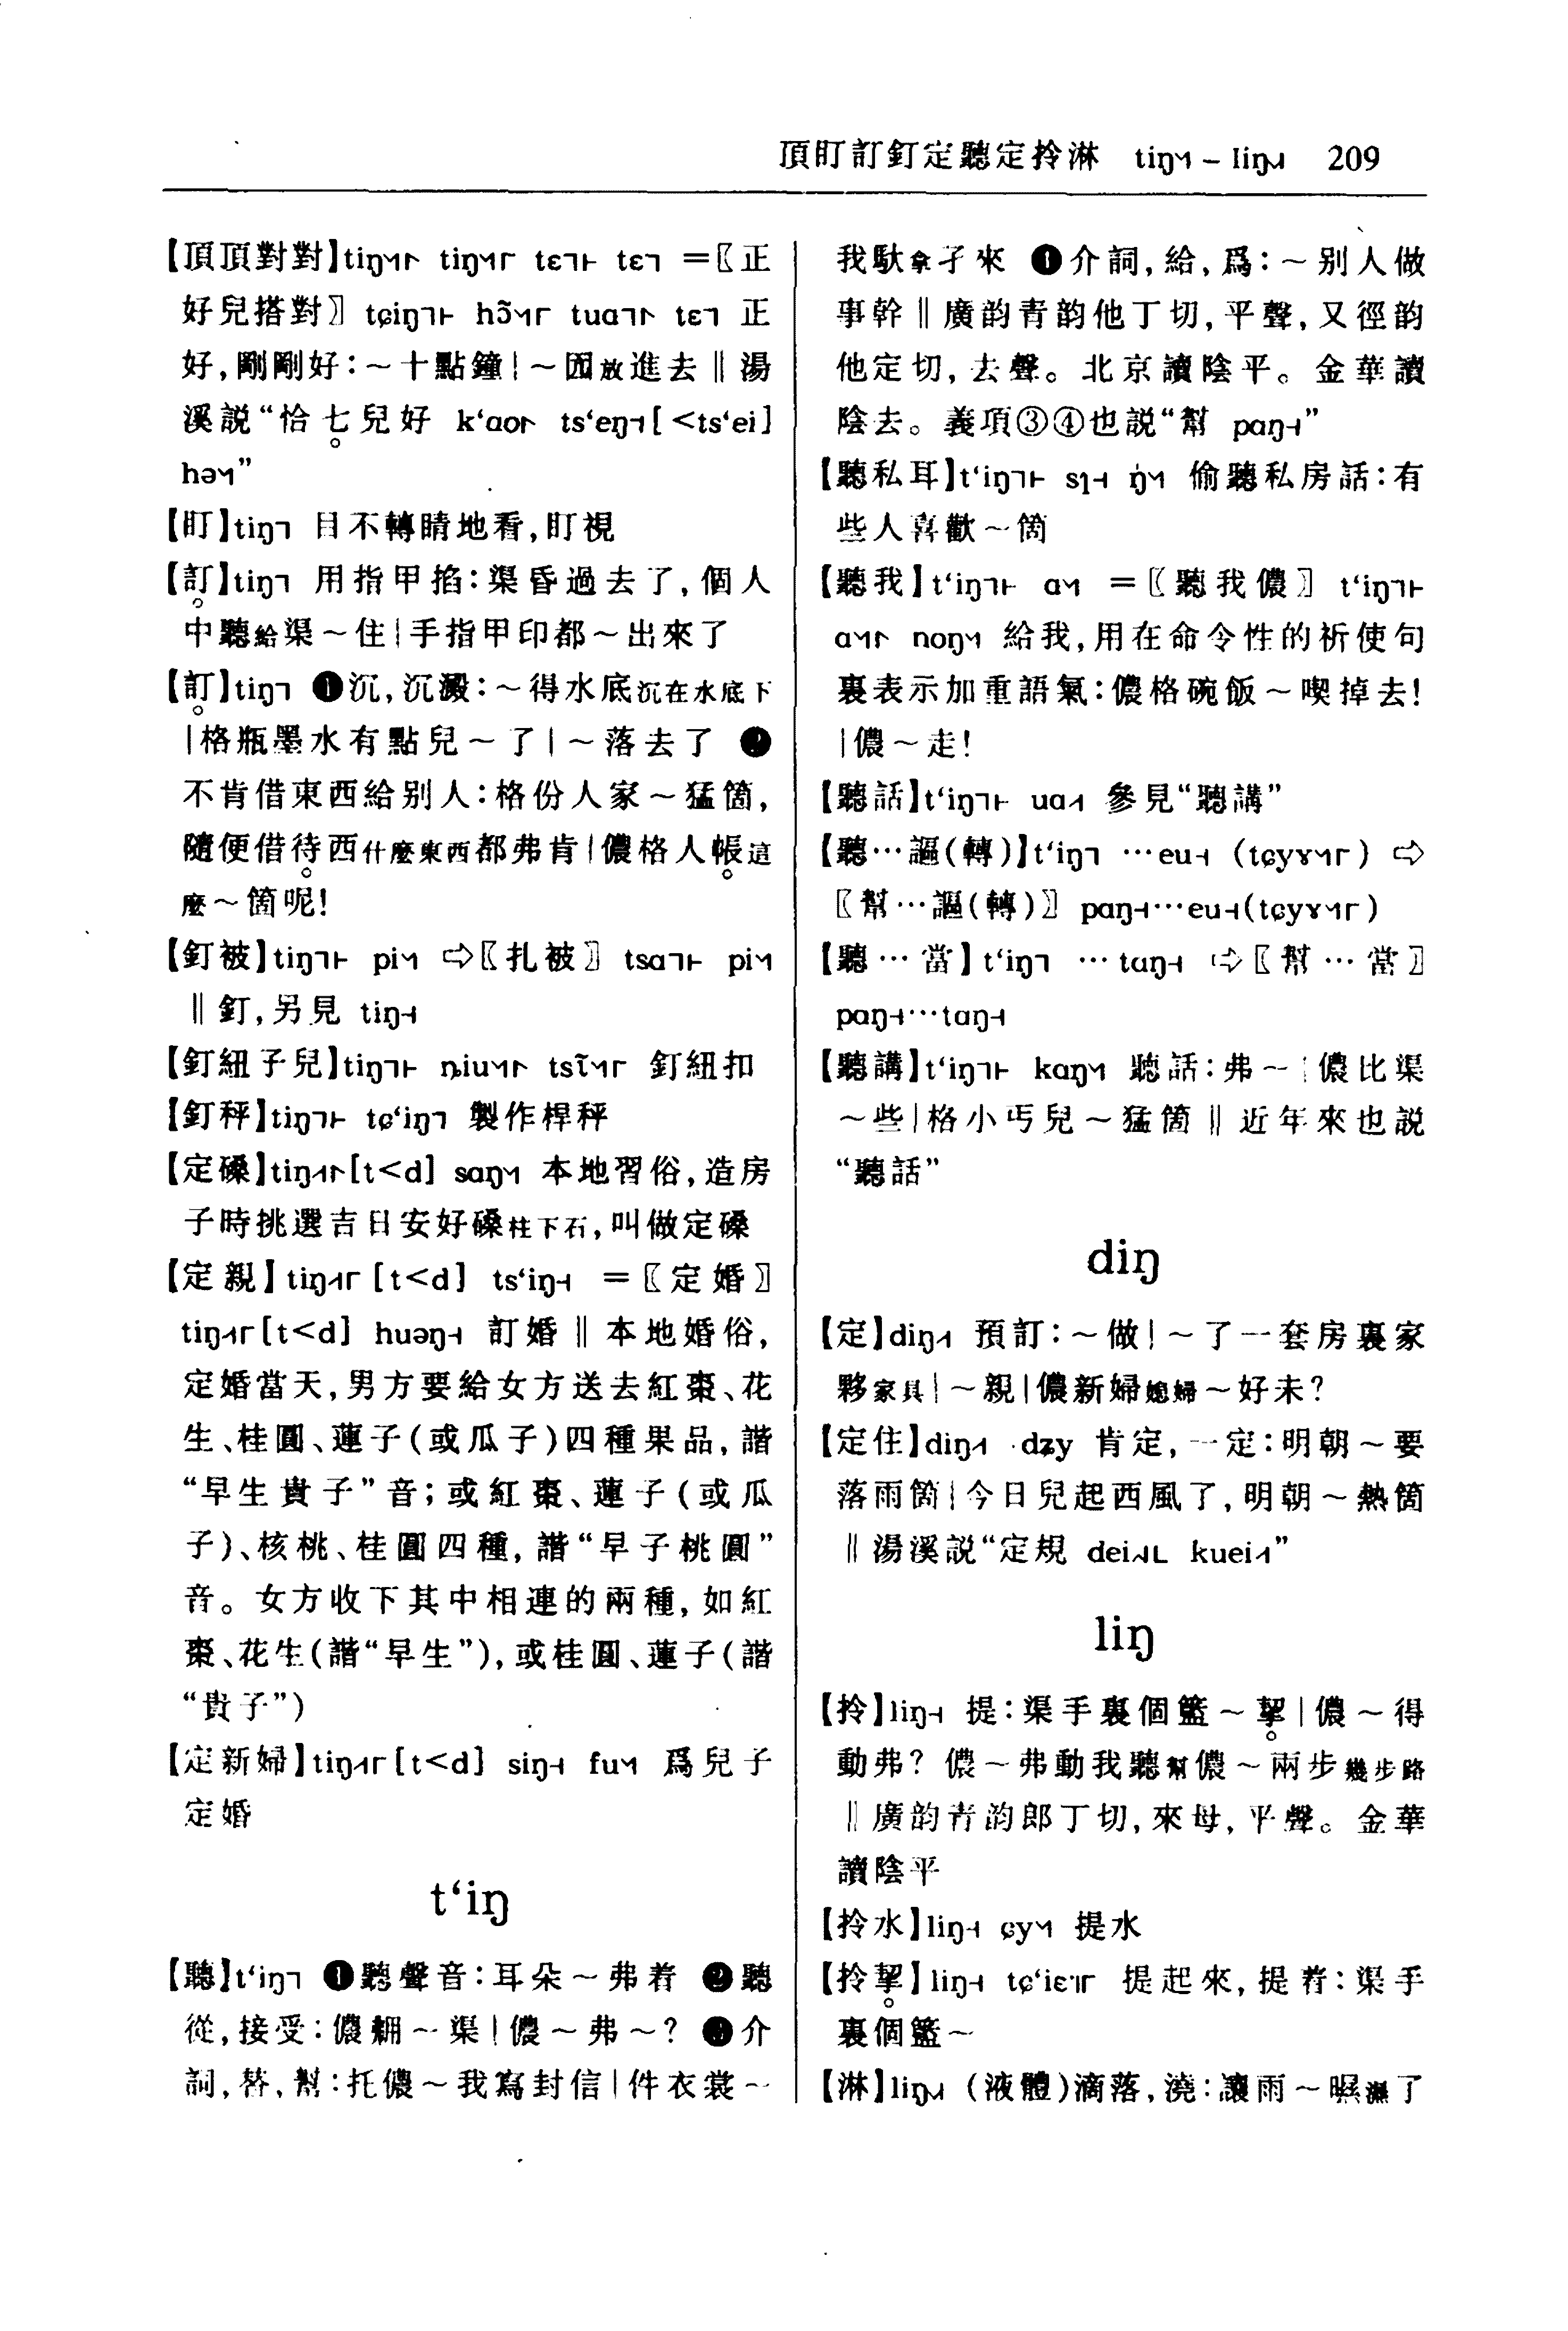 頂盯訂釘定聽定拎淋 tiŋ˥˧˥ – liŋ˧˩˧ 209
【頂頂對對】tiŋ tiŋ tɛ tɛ =〖正
好兒搭對〗tɕiŋ hɔ̃ tuɑ tɛ 正
好,剛剛好:～十點鐘|～囥放進去‖湯
溪説“恰七兒好 k‘ɑo ts‘eŋ[<ts‘ei]
hə”
【盯】tiŋ 目不轉睛地看,盯視
【訂】tiŋ 用指甲掐:渠昏過去了,個人
中聽給渠～住|手指甲印都～出來了
【訂】tiŋ ❶沉,沉澱:～得水底沉在水底下
|格瓶墨水有點兒～了|～落去了 ❷
不肯借東西給别人:格份人家～猛箇,
隨便借待西什麽東西都弗肯|儂格人帳這
麽～箇呢!
【釘被】tiŋ pi ⇨〖扎被〗tsɑ pi
‖釘,另見 tiŋ
【釘紐子兒】tiŋ ȵiu tsĩ 釘紐扣
【釘秤】tiŋ tɕ‘iŋ 製作桿秤
【定磉】tiŋ[t<d] sɑŋ 本地習俗,造房
子時挑選吉日安好磉柱下石,叫做定磉
【定親】tiŋ[t<d] ts‘iŋ =〖定婚〗
tiŋ[t<d] huəŋ 訂婚‖本地婚俗,
定婚當天,男方要給女方送去紅棗、花
生、桂圓、蓮子(或瓜子)四種果品,諧
“早生貴子”音;或紅棗、蓮子(或瓜
子)、核桃、桂圓四種,諧“早子桃圓”
音。女方收下其中相連的兩種,如紅
棗、花生(諧“早生”),或桂圓、蓮子(諧
“貴子”)
【定新婦】tiŋ[t<d] siŋ fu 爲兒子
定婚
t‘iŋ
【聽】t‘iŋ ❶聽聲音:耳朵～弗着 ❷聽
從,接受:儂～渠|儂～弗～? ❸介
詞,替,幫:托儂～我寫封信|件衣裳～
我馱拿孑來 ❹介詞,給,爲:～别人做
事幹‖廣韵青韵他丁切,平聲,又徑韵
他定切,去聲。北京讀陰平。金華讀
陰去。義項③④也説“幫 pɑŋ”
【聽私耳】t‘iŋ sɿ ŋ̍ 偷聽私房話:有
些人喜歡～箇
【聽我】t‘iŋ ɑ =〖聽我儂〗t‘iŋ
ɑ noŋ 給我,用在命令性的祈使句
裏表示加重語氣:儂格碗飯～喫掉去!
|儂～走!
【聽話】t‘iŋ uɑ 參見“聽講”
【聽…謳(轉)】t‘iŋ …eu (tɕyɤ) ⇨
〖幫…謳(轉)〗pɑŋ…eu(tɕyɤ)
【聽…當】t‘iŋ …tɑŋ ⇨〖幫…當〗
pɑŋ…tɑŋ
【聽講】t‘iŋ kɑŋ 聽話:弗～|儂比渠
～些|格小丐兒～猛箇‖近年來也説
“聽話”
diŋ
【定】diŋ 預訂:～做|～了一套房裏家
夥家具|～親|儂新婦媳婦～好未?
【定住】diŋ ·dʑy 肯定,一定:明朝～要
落雨箇|今日兒起西風了,明朝～熱箇
‖湯溪説“定規 dei kuei”
liŋ
【拎】liŋ 提:渠手裏個籃～挈|儂～得
動弗?儂～弗動我聽幫儂～兩步幾步路
‖廣韵青韵郎丁切,來母,平聲。金華
讀陰平
【拎水】liŋ ɕy 提水
【拎挈】liŋ tɕ‘iɛ 提起來,提着:渠手
裏個籃～
【淋】liŋ (液體)滴落,澆:讓雨～㬤濕了